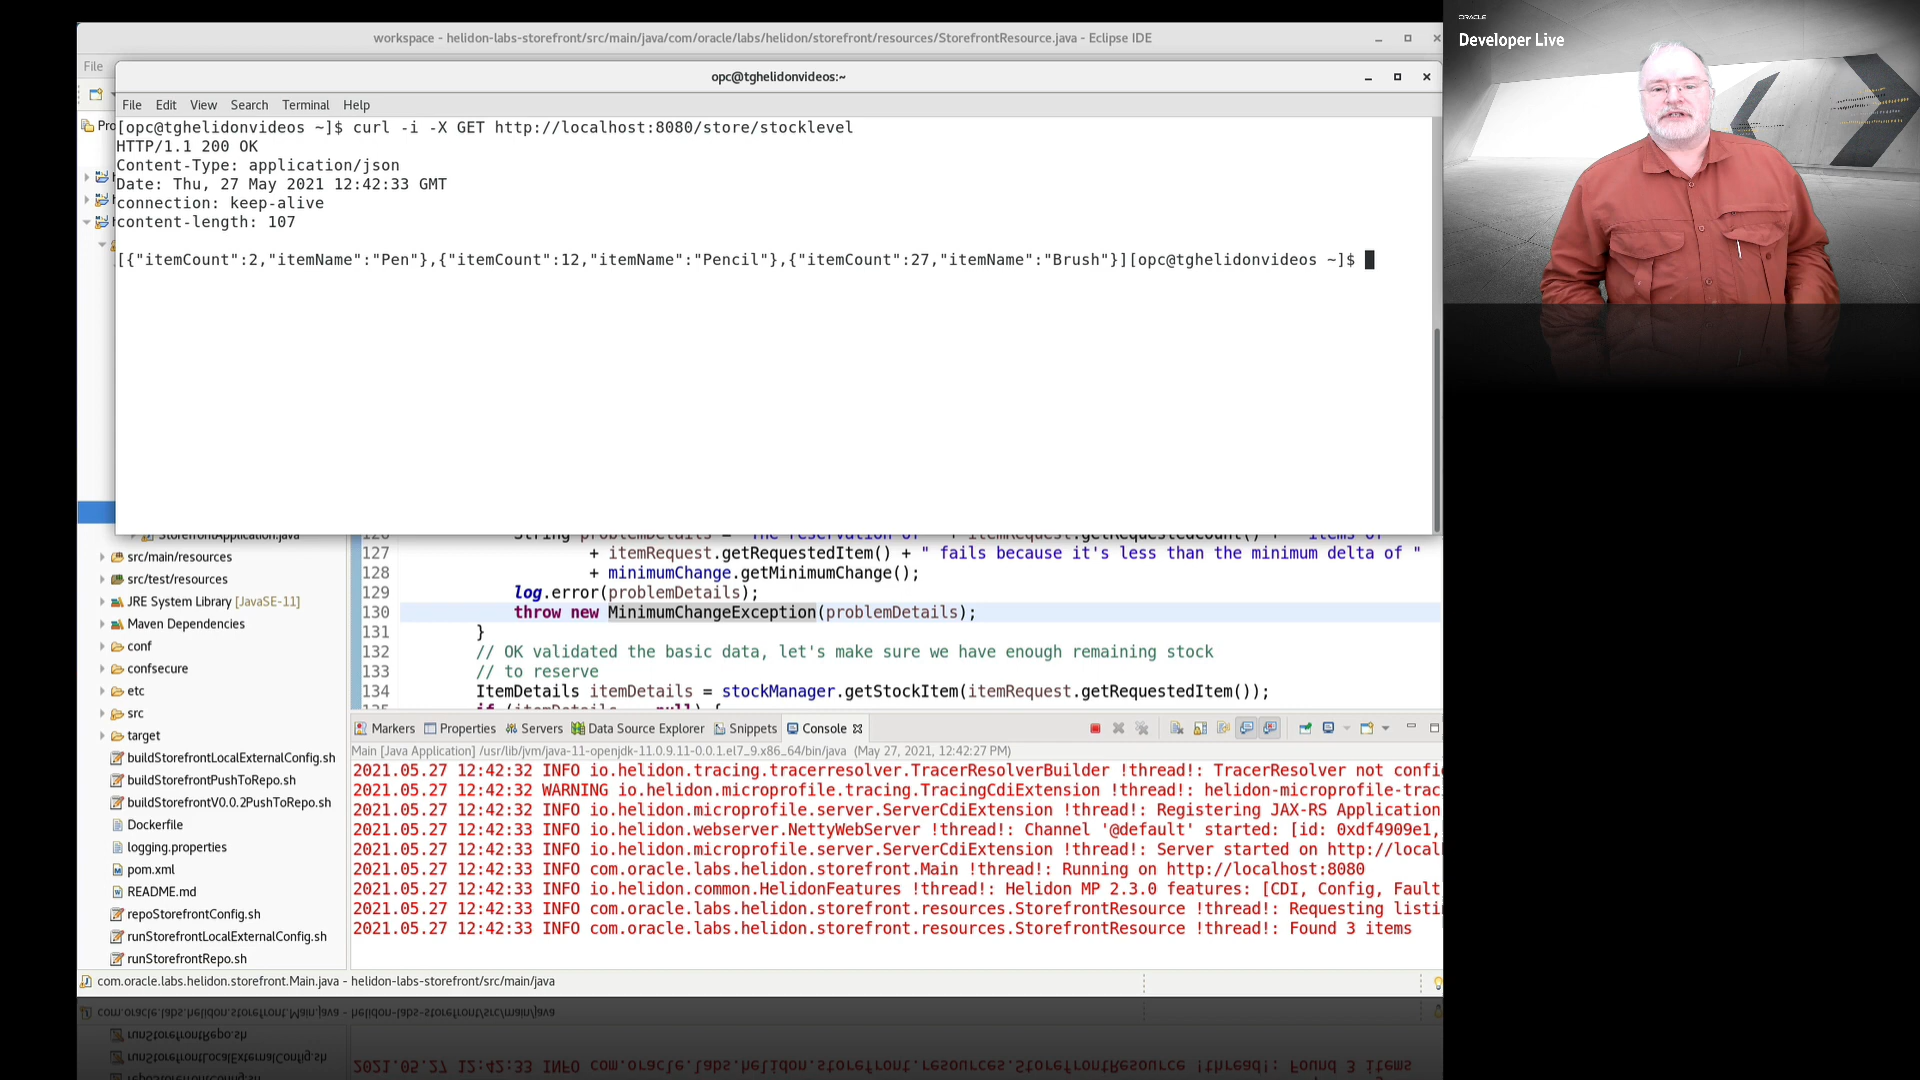 workspace - helidon-labs-storefront/src/main/java/com/oracle/labs/helidon/storefront/resources/StorefrontResource.java - Eclipse IDE
ORACLE
Developer Live
File
opc@tghelidonvideos:~
File Edit View Search Terminal Help
Pro
[opc@tghelidonvideos ~]$ curl -i -X GET http://localhost:8080/store/stocklevel
HTTP/1.1 200 OK
Content-Type: application/json
Date: Thu, 27 May 2021 12:42:33 GMT
connection: keep-alive
content-length: 107
[{"itemCount":2,"itemName":"Pen"},{"itemCount":12,"itemName":"Pencil"},{"itemCount":27,"itemName":"Brush"}][opc@tghelidonvideos ~]$
StorefrontApplication.java
src/main/resources
src/test/resources
JRE System Library [JavaSE-11]
Maven Dependencies
conf
confsecure
etc
src
target
buildStorefrontLocalExternalConfig.sh
buildStorefrontPushToRepo.sh
buildStorefrontV0.0.2PushToRepo.sh
Dockerfile
logging.properties
pom.xml
README.md
repoStorefrontConfig.sh
runStorefrontLocalExternalConfig.sh
runStorefrontRepo.sh
127 + itemRequest.getRequestedItem() + " fails because it's less than the minimum delta of "
128 + minimumChange.getMinimumChange();
129 log.error(problemDetails);
130 throw new MinimumChangeException(problemDetails);
131 }
132 // OK validated the basic data, let's make sure we have enough remaining stock
133 // to reserve
134 ItemDetails itemDetails = stockManager.getStockItem(itemRequest.getRequestedItem());
Markers Properties Servers Data Source Explorer Snippets Console
Main [Java Application] /usr/lib/jvm/java-11-openjdk-11.0.9.11-0.0.1.el7_9.x86_64/bin/java (May 27, 2021, 12:42:27 PM)
2021.05.27 12:42:32 INFO io.helidon.tracing.tracerresolver.TracerResolverBuilder !thread!: TracerResolver not confi
2021.05.27 12:42:32 WARNING io.helidon.microprofile.tracing.TracingCdiExtension !thread!: helidon-microprofile-trac
2021.05.27 12:42:32 INFO io.helidon.microprofile.server.ServerCdiExtension !thread!: Registering JAX-RS Application
2021.05.27 12:42:33 INFO io.helidon.webserver.NettyWebServer !thread!: Channel '@default' started: [id: 0xdf4909e1,
2021.05.27 12:42:33 INFO io.helidon.microprofile.server.ServerCdiExtension !thread!: Server started on http://local
2021.05.27 12:42:33 INFO com.oracle.labs.helidon.storefront.Main !thread!: Running on http://localhost:8080
2021.05.27 12:42:33 INFO io.helidon.common.HelidonFeatures !thread!: Helidon MP 2.3.0 features: [CDI, Config, Fault
2021.05.27 12:42:33 INFO com.oracle.labs.helidon.storefront.resources.StorefrontResource !thread!: Requesting listi
2021.05.27 12:42:33 INFO com.oracle.labs.helidon.storefront.resources.StorefrontResource !thread!: Found 3 items
com.oracle.labs.helidon.storefront.Main.java - helidon-labs-storefront/src/main/java